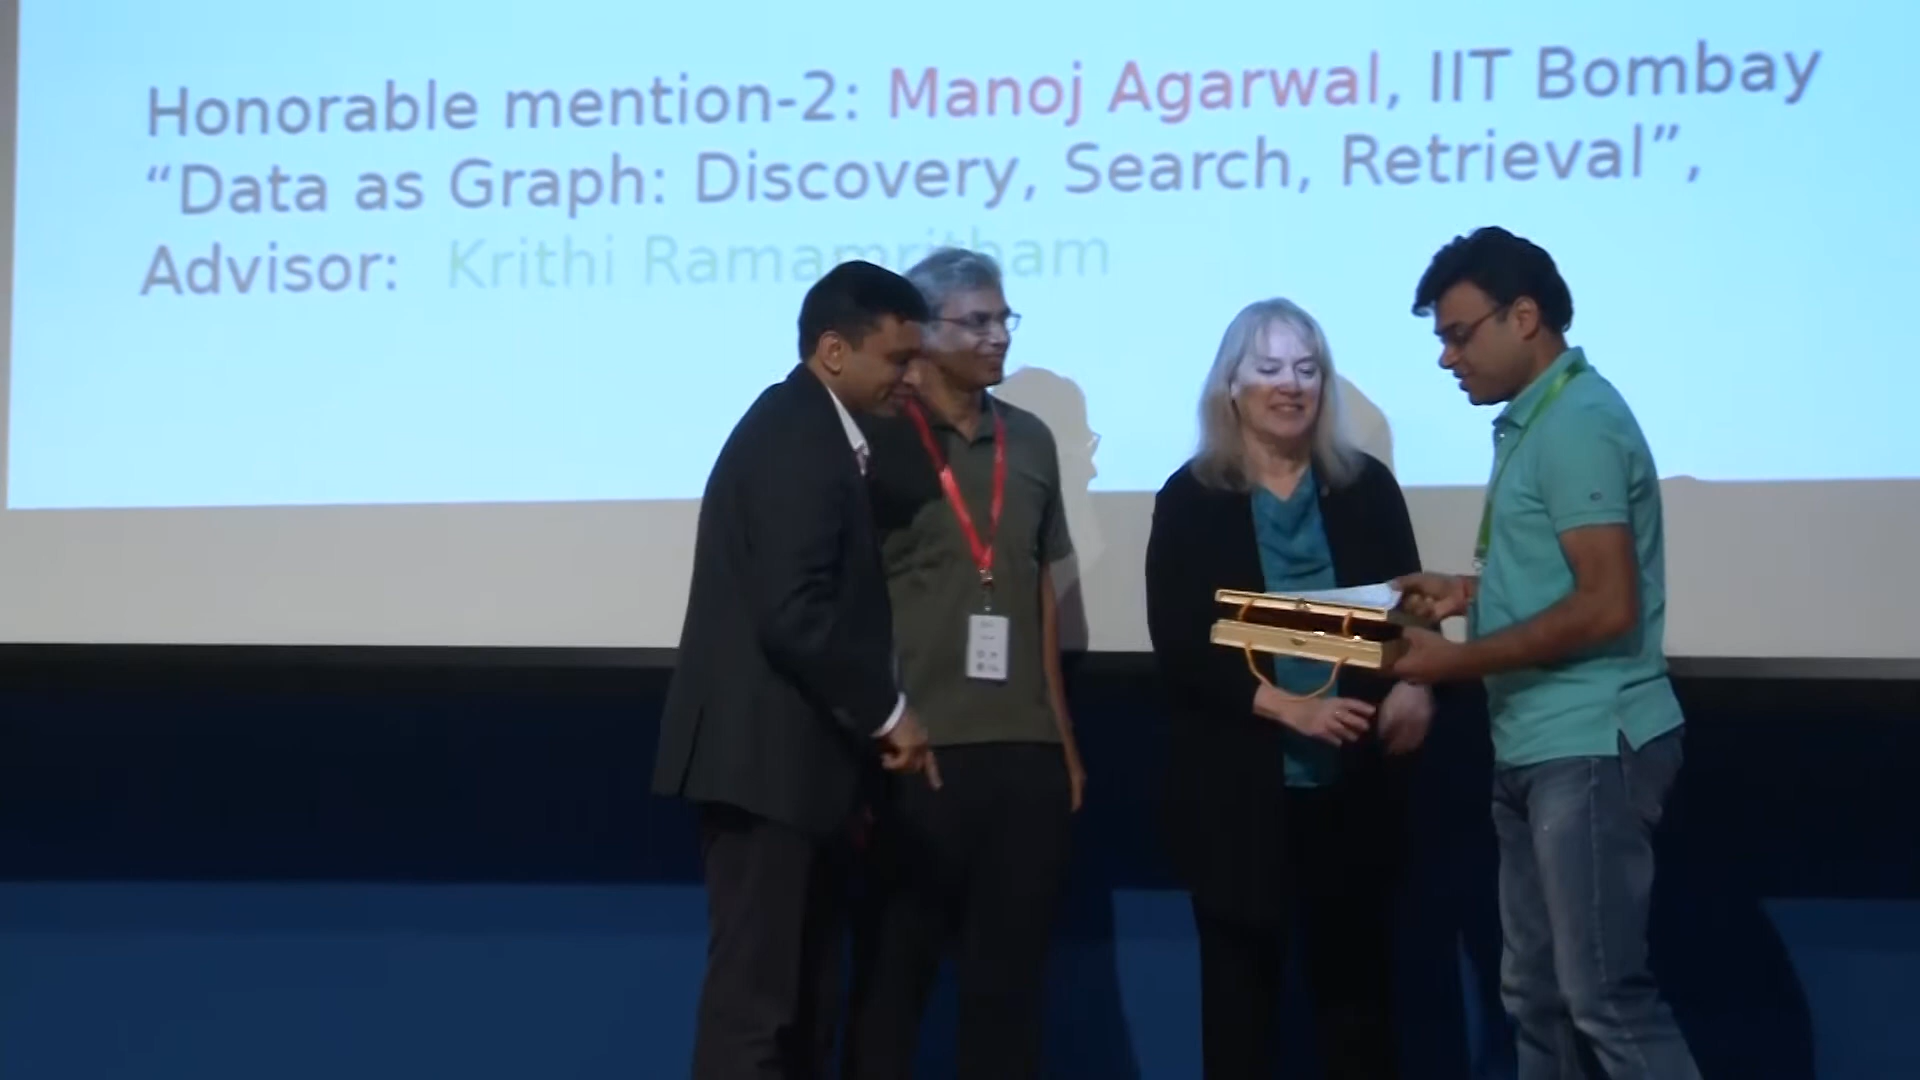 Honorable mention-2: Manoj Agarwal, IIT Bombay
“Data as Graph: Discovery, Search, Retrieval”,
Advisor: Krithi Ramamritham